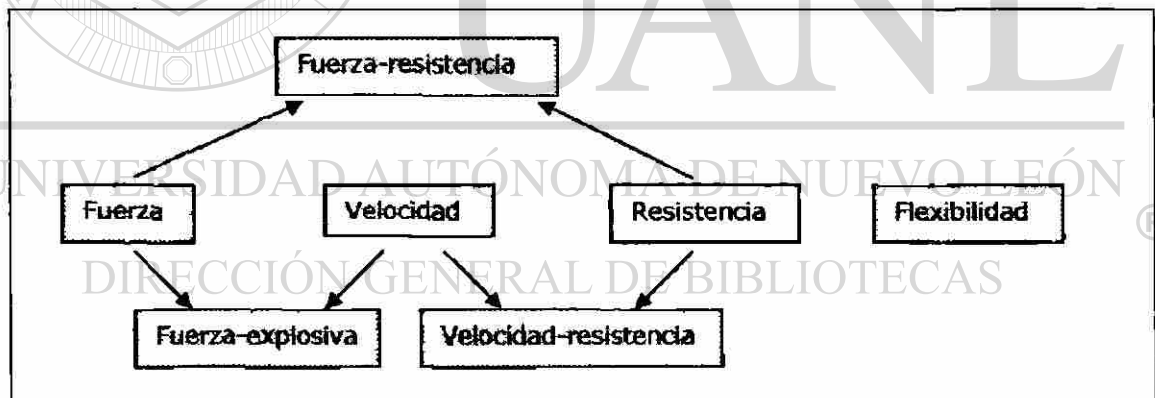 UANL
Fuerza-resistencia
UNIVERSIDAD AUTÓNOMA DE NUEVO LEÓN
®
Fuerza
Velocidad
Resistencia
Flexibilidad
DIRECCIÓN GENERAL DE BIBLIOTECAS
Fuerza-explosiva
Velocidad-resistencia